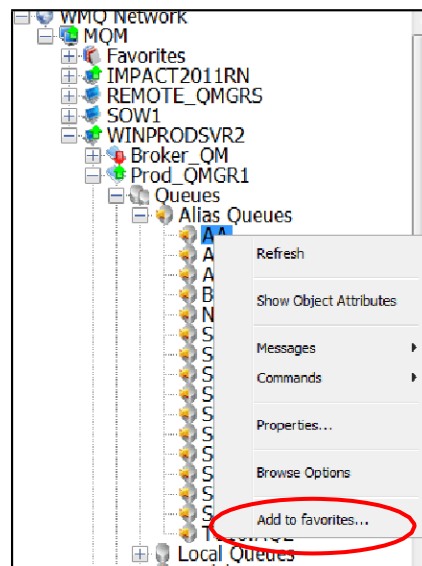 WMQ Network
MQM
Favorites
IMPACT2011RN
REMOTE_QMGRS
SOW1
WINPRODSVR2
Broker_QM
Prod_QMGR1
Queues
Alias Queues
AA
A
A
B
N
S
S
S
S
S
S
S
S
S
S
Local Queues
Refresh
Show Object Attributes
Messages
Commands
Properties...
Browse Options
Add to favorites...